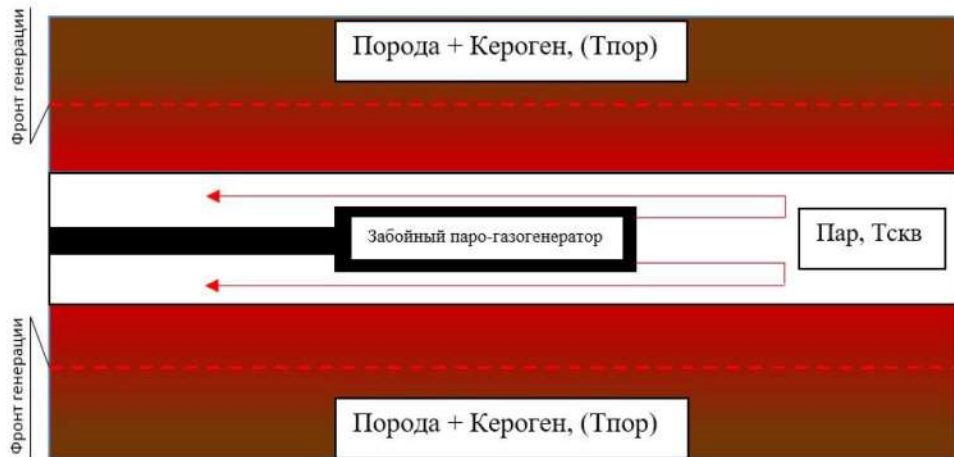 Фронт генерации
Порода + Кероген, (Тпор)
Забойный паро-газогенератор
Пар, Тскв
Фронт генерации
Порода + Кероген, (Тпор)